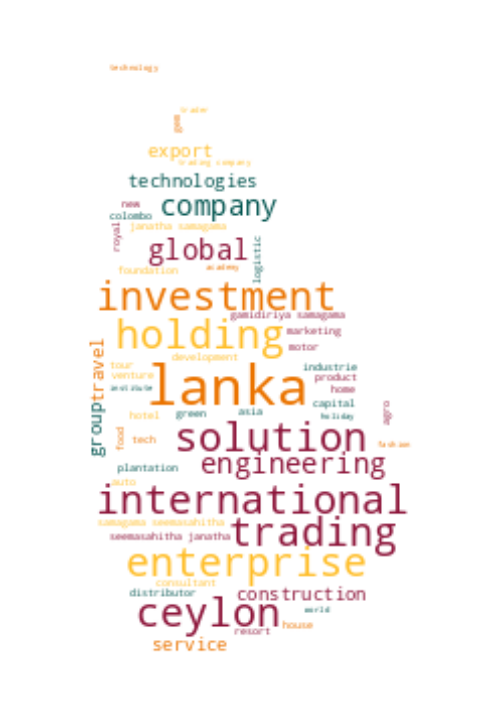 technology
trader
gem
export
trading company
technologies
new
company
colombo
janatha samagama
royal
global
logistic
foundation
academy
investment
gamidiriya samagama
holding
marketing
motor
development
travel
tour
industrie
venture
product
institute
lanka
home
group
capital
hotel
green
asia
holiday
agro
food
tech
solution
fashion
engineering
plantation
auto
international
samagama seemasahitha
trading
seemasahitha janatha
enterprise
consultant
distributor
construction
ceylon
world
house
resort
service